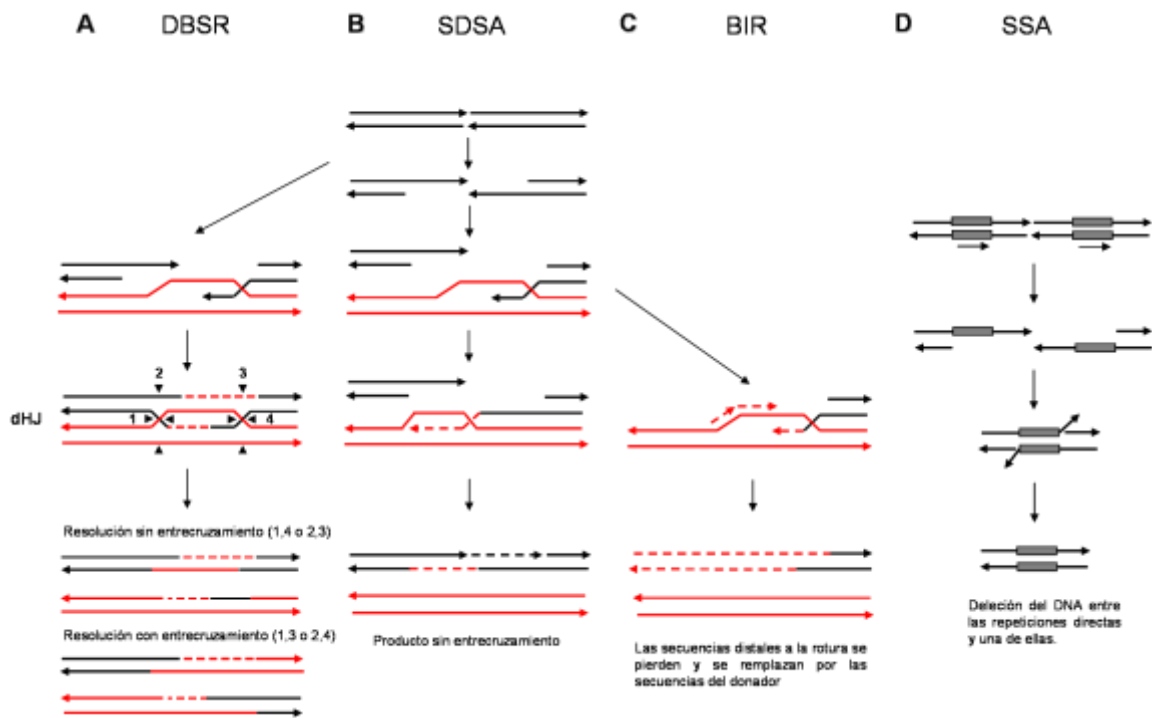 A DBSR
B SDSA
C BIR
D SSA
2 3
dHJ
1 4
Resolución sin entrecruzamiento (1,4 o 2,3)
Resolución con entrecruzamiento (1,3 o 2,4)
Producto sin entrecruzamiento
Las secuencias distales a la rotura se
pierden y se remplazan por las
secuencias del donador
Deleción del DNA entre
las repeticiones directas
y una de ellas.